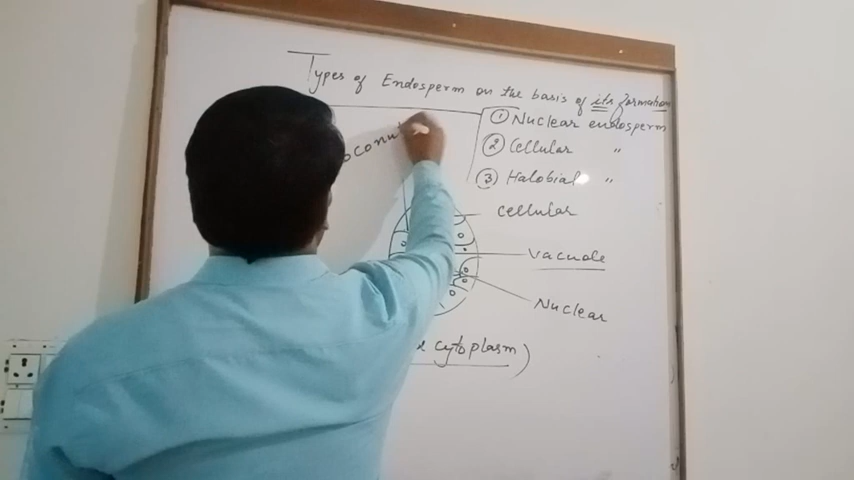 Types of Endosperm on the basis of its formation
① Nuclear endosperm
② Cellular "
③ Halobial "
cellular
vacuole
Nuclear
cytoplasm)